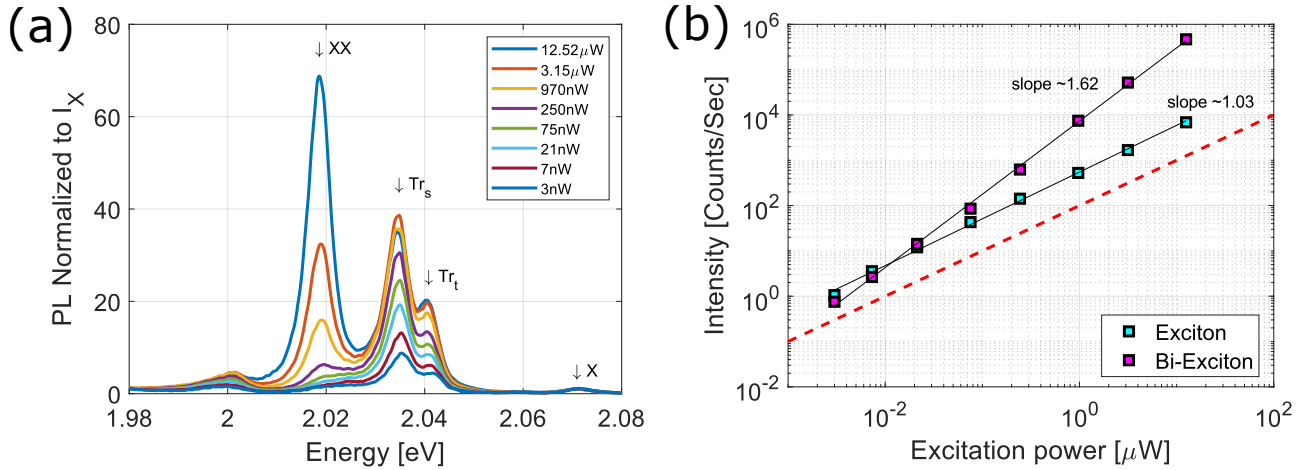 (a)
80
60
40
20
0
PL Normalized to I_X
1.98
2
2.02
2.04
2.06
2.08
Energy [eV]
↓ XX
↓ Tr_s
↓ Tr_t
↓ X
12.52μW
3.15μW
970nW
250nW
75nW
21nW
7nW
3nW
(b)
10^6
10^4
10^2
10^0
10^-2
Intensity [Counts/Sec]
10^-2
10^0
10^2
Excitation power [μW]
slope ~1.62
slope ~1.03
Exciton
Bi-Exciton